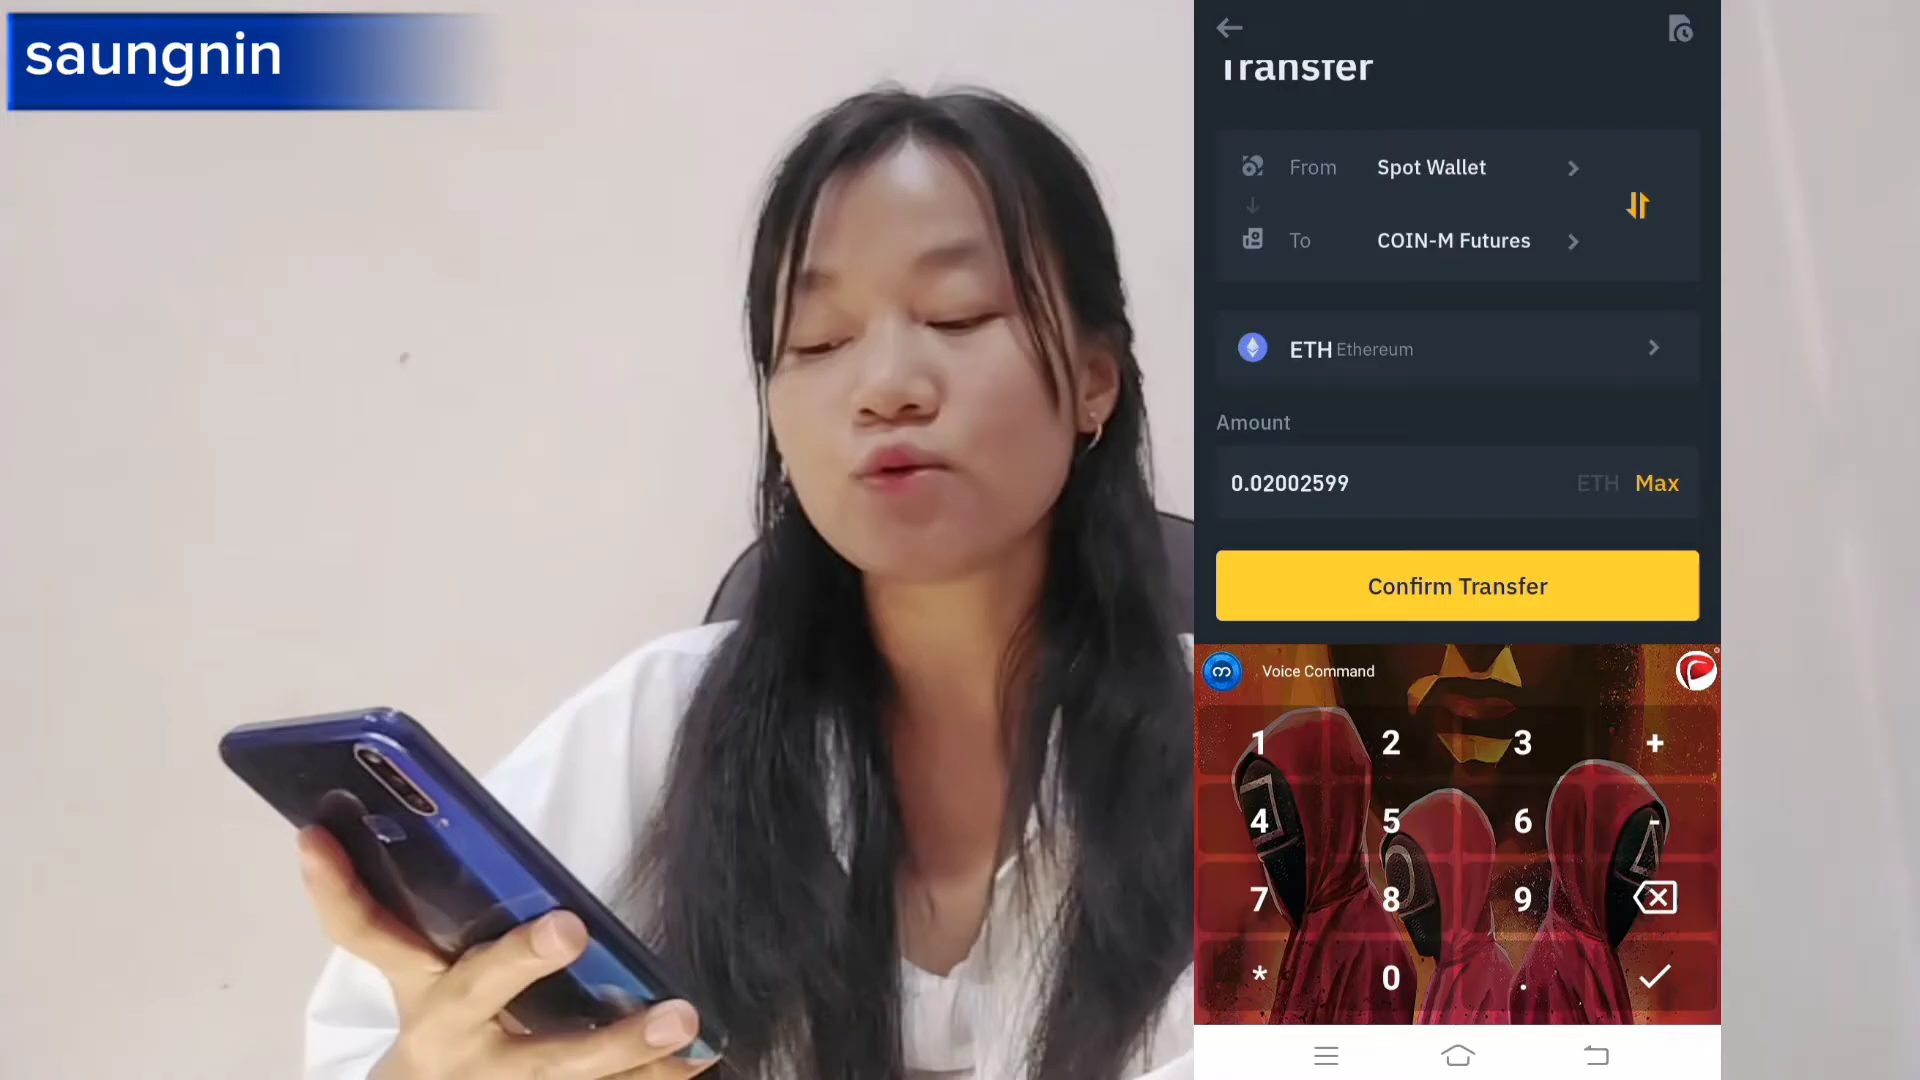 saungnin
Transfer
From Spot Wallet
To COIN-M Futures
ETH Ethereum
Amount
0.02002599 ETH Max
Confirm Transfer
Voice Command
1 2 3 +
4 5 6 -
7 8 9
* 0 .